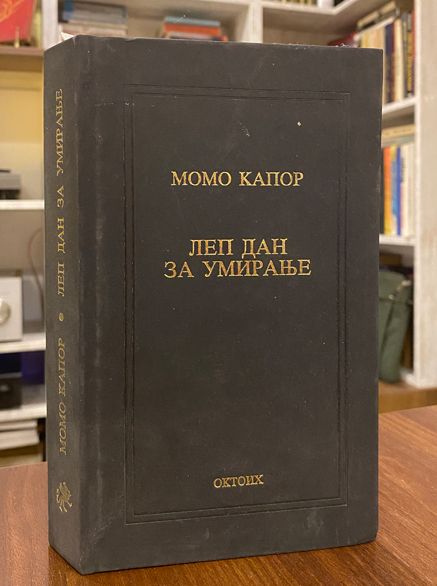 МОМО КАПОР
ЛЕП ДАН
ЗА УМИРАЊЕ
ОКТОИХ
МОМО КАПОР • ЛЕП ДАН ЗА УМИРАЊЕ